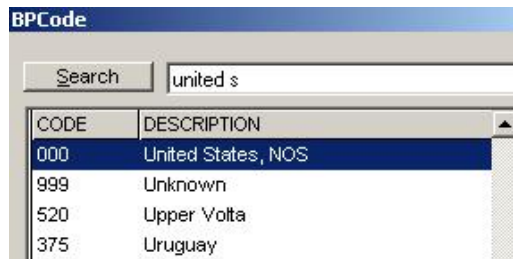 BPCode
Search united s
CODE DESCRIPTION
000 United States, NOS
999 Unknown
520 Upper Volta
375 Uruguay